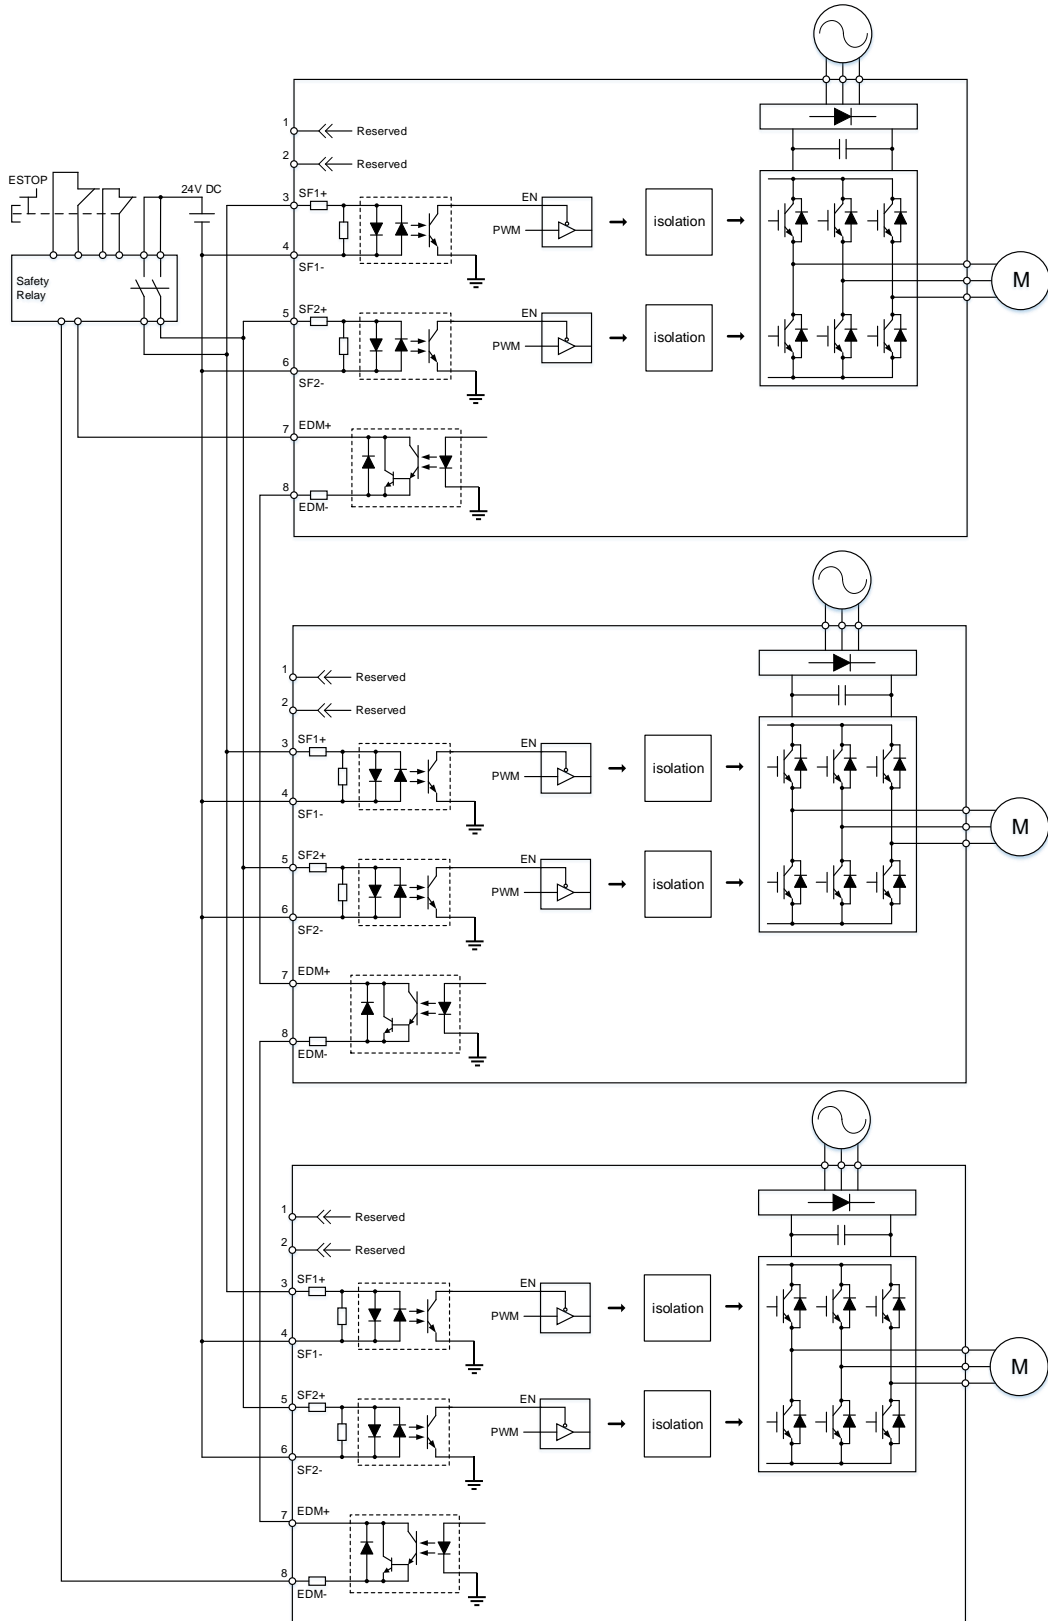 ESTOP
24V DC
Safety
Relay
1
Reserved
2
Reserved
3
SF1+
EN
PWM
isolation
4
SF1-
M
5
SF2+
EN
PWM
isolation
6
SF2-
7
EDM+
8
EDM-
1
Reserved
2
Reserved
3
SF1+
EN
PWM
isolation
4
SF1-
M
5
SF2+
EN
PWM
isolation
6
SF2-
7
EDM+
8
EDM-
1
Reserved
2
Reserved
3
SF1+
EN
PWM
isolation
4
SF1-
M
5
SF2+
EN
PWM
isolation
6
SF2-
7
EDM+
8
EDM-